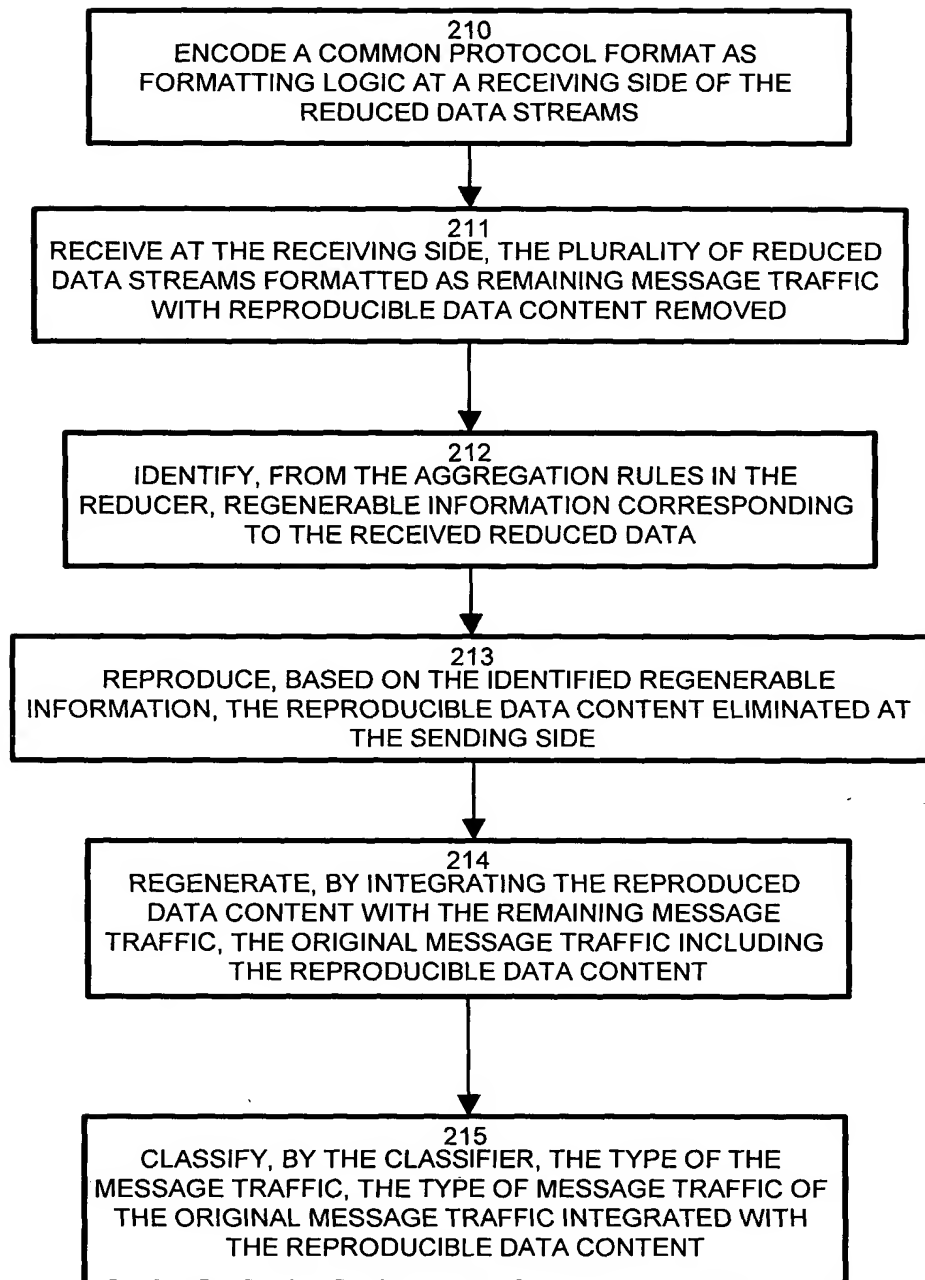 210
ENCODE A COMMON PROTOCOL FORMAT AS
FORMATTING LOGIC AT A RECEIVING SIDE OF THE
REDUCED DATA STREAMS
211
RECEIVE AT THE RECEIVING SIDE, THE PLURALITY OF REDUCED
DATA STREAMS FORMATTED AS REMAINING MESSAGE TRAFFIC
WITH REPRODUCIBLE DATA CONTENT REMOVED
212
IDENTIFY, FROM THE AGGREGATION RULES IN THE
REDUCER, REGENERABLE INFORMATION CORRESPONDING
TO THE RECEIVED REDUCED DATA
213
REPRODUCE, BASED ON THE IDENTIFIED REGENERABLE
INFORMATION, THE REPRODUCIBLE DATA CONTENT ELIMINATED AT
THE SENDING SIDE
214
REGENERATE, BY INTEGRATING THE REPRODUCED
DATA CONTENT WITH THE REMAINING MESSAGE
TRAFFIC, THE ORIGINAL MESSAGE TRAFFIC INCLUDING
THE REPRODUCIBLE DATA CONTENT
215
CLASSIFY, BY THE CLASSIFIER, THE TYPE OF THE
MESSAGE TRAFFIC, THE TYPE OF MESSAGE TRAFFIC OF
THE ORIGINAL MESSAGE TRAFFIC INTEGRATED WITH
THE REPRODUCIBLE DATA CONTENT